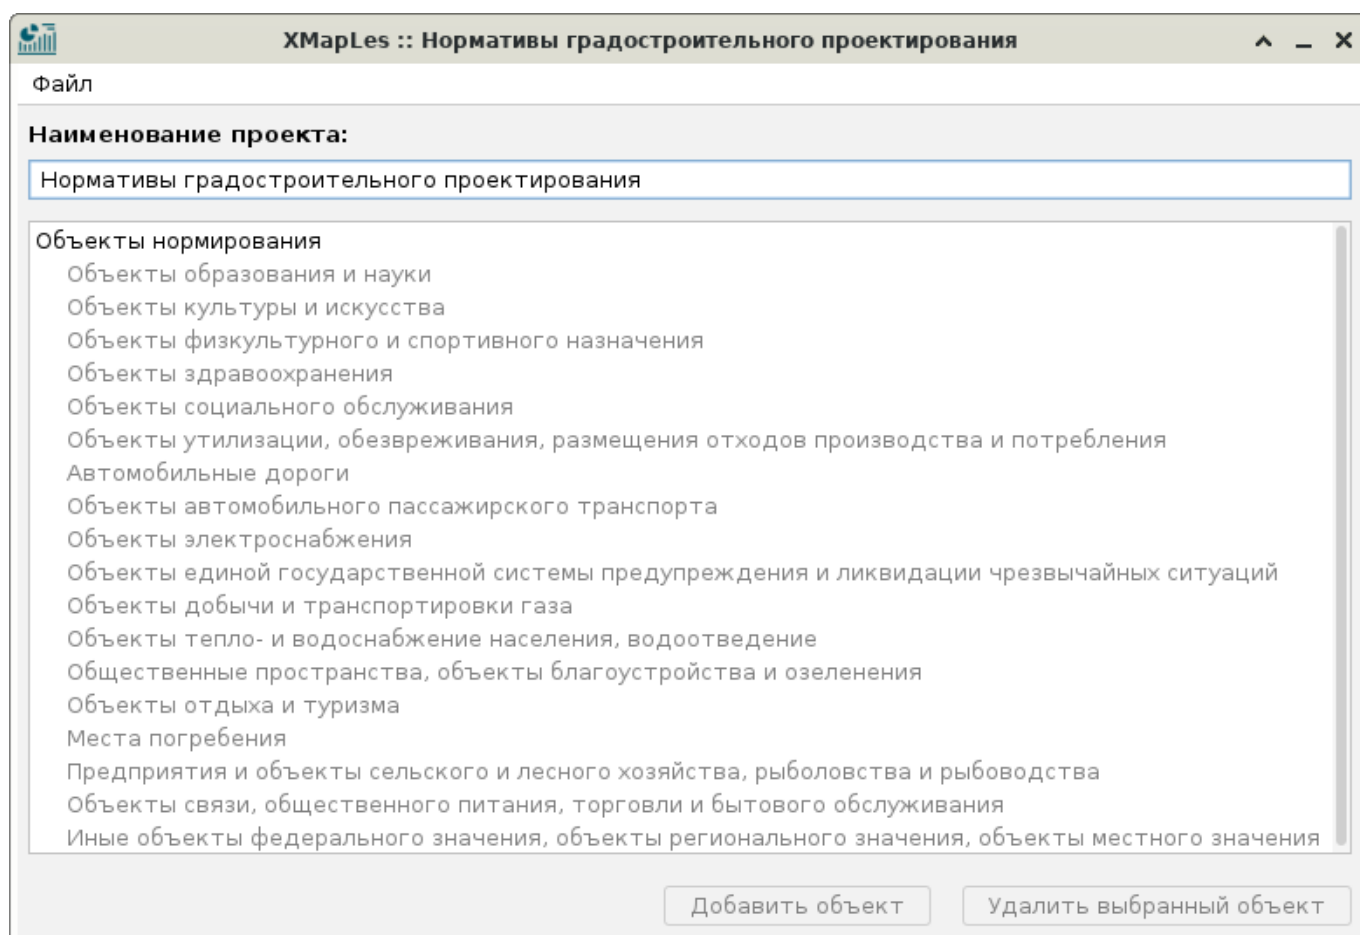 XMapLes :: Нормативы градостроительного проектирования
Файл
Наименование проекта:
Нормативы градостроительного проектирования
Объекты нормирования
Объекты образования и науки
Объекты культуры и искусства
Объекты физкультурного и спортивного назначения
Объекты здравоохранения
Объекты социального обслуживания
Объекты утилизации, обезвреживания, размещения отходов производства и потребления
Автомобильные дороги
Объекты автомобильного пассажирского транспорта
Объекты электроснабжения
Объекты единой государственной системы предупреждения и ликвидации чрезвычайных ситуаций
Объекты добычи и транспортировки газа
Объекты тепло- и водоснабжение населения, водоотведение
Общественные пространства, объекты благоустройства и озеленения
Объекты отдыха и туризма
Места погребения
Предприятия и объекты сельского и лесного хозяйства, рыболовства и рыбоводства
Объекты связи, общественного питания, торговли и бытового обслуживания
Иные объекты федерального значения, объекты регионального значения, объекты местного значения
Добавить объект Удалить выбранный объект